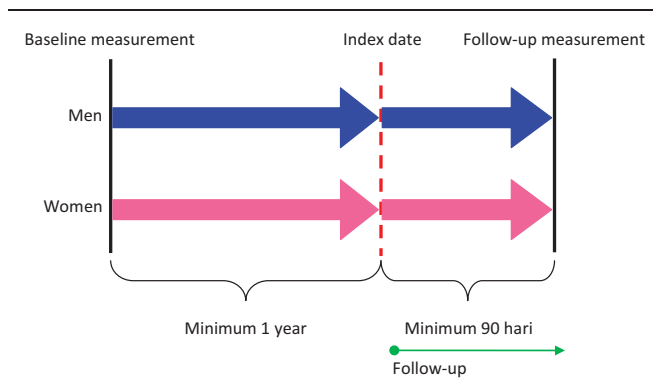 Baseline measurement
Index date
Follow-up measurement
Men
Women
Minimum 1 year
Minimum 90 hari
Follow-up